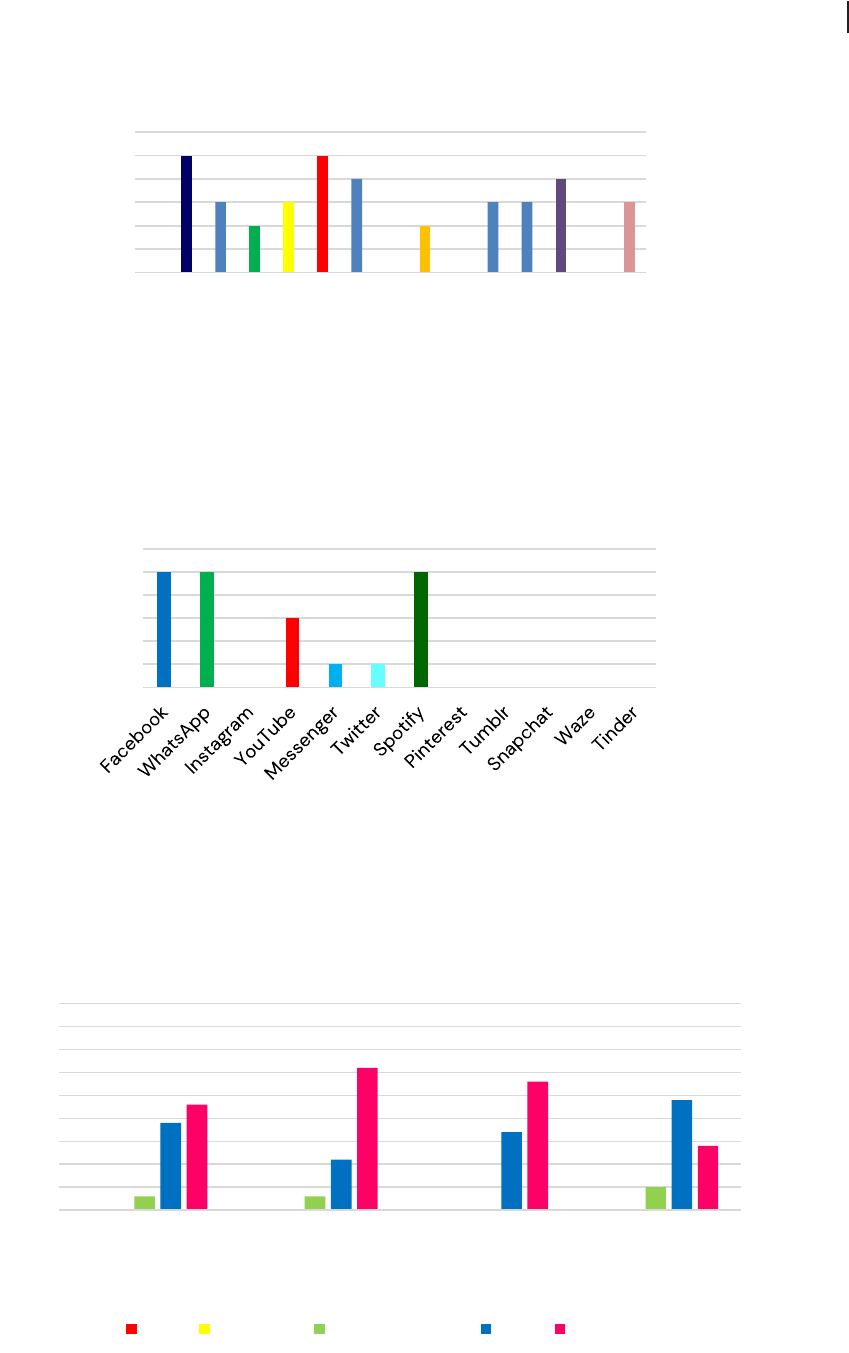 Facebook
WhatsApp
Instagram
YouTube
Messenger
Twitter
Spotify
Pinterest
Tumblr
Snapchat
Waze
Tinder